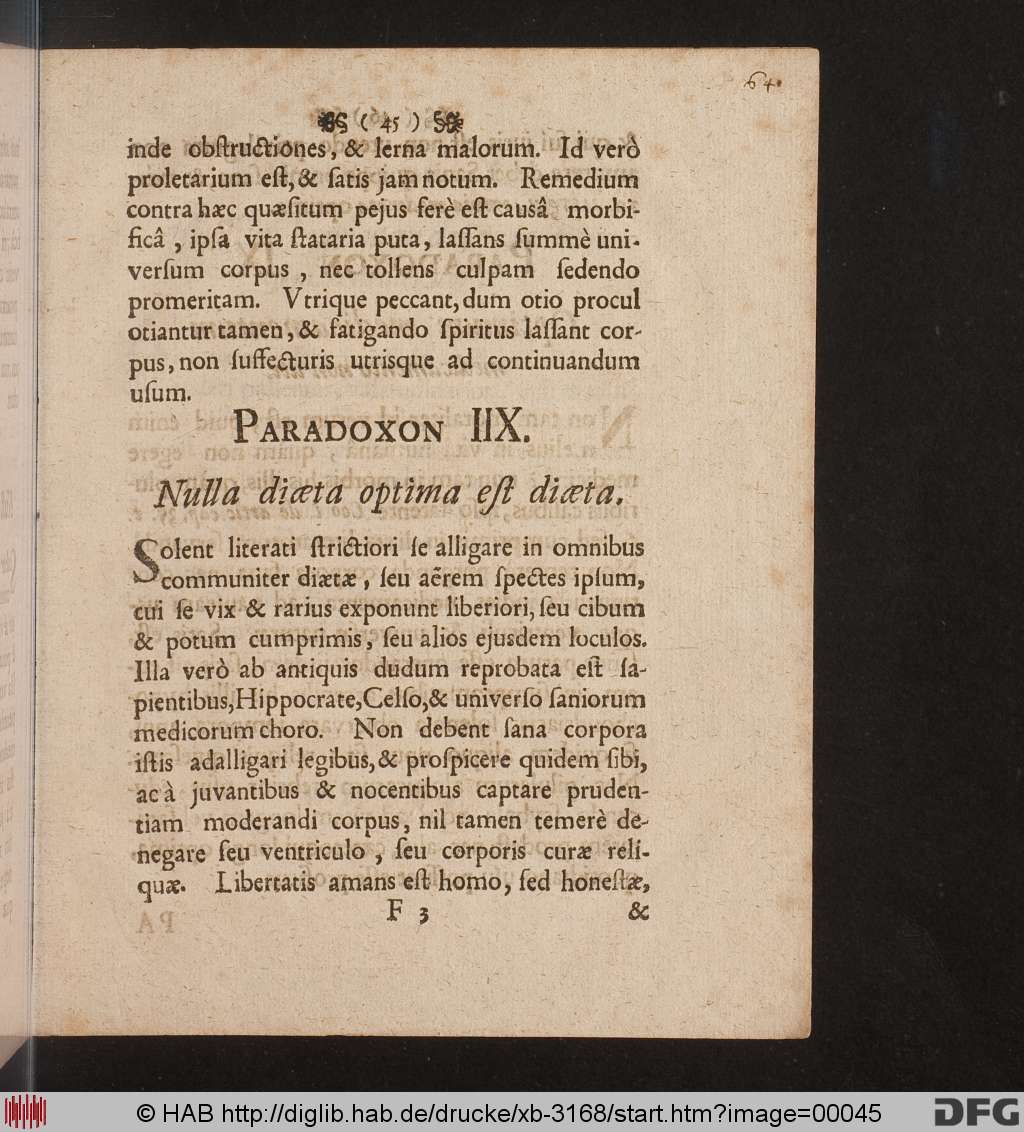 64.
( 45 )
inde obſtructiones, & lerna malorum. Id verò
proletarium eſt, & ſatis jam notum. Remedium
contra hæc quæſitum pejus ferè eſt causâ morbi-
ficâ, ipſa vita ſtataria puta, laſſans ſummè uni-
verſum corpus, nec tollens culpam ſedendo
promeritam. Vtrique peccant, dum otio procul
otiantur tamen, & fatigando ſpiritus laſſant cor-
pus, non ſuffecturis utrisque ad continuandum
uſum.
PARADOXON IIX.
Nulla diæta optima eſt diæta.
Solent literati ſtrictiori ſe alligare in omnibus
communiter diætæ, ſeu aẽrem ſpectes ipſum,
cui ſe vix & rarius exponunt liberiori, ſeu cibum
& potum cumprimis, ſeu alios ejusdem loculos.
Illa verò ab antiquis dudum reprobata eſt ſa-
pientibus, Hippocrate, Celſo, & univerſo ſaniorum
medicorum choro. Non debent ſana corpora
iſtis adalligari legibus, & proſpicere quidem ſibi,
ac à juvantibus & nocentibus captare pruden-
tiam moderandi corpus, nil tamen temerè de-
negare ſeu ventriculo, ſeu corporis curæ reli-
quæ. Libertatis amans eſt homo, ſed honeſtæ,
F 3 &
© HAB http://diglib.hab.de/drucke/xb-3168/start.htm?image=00045
DFG